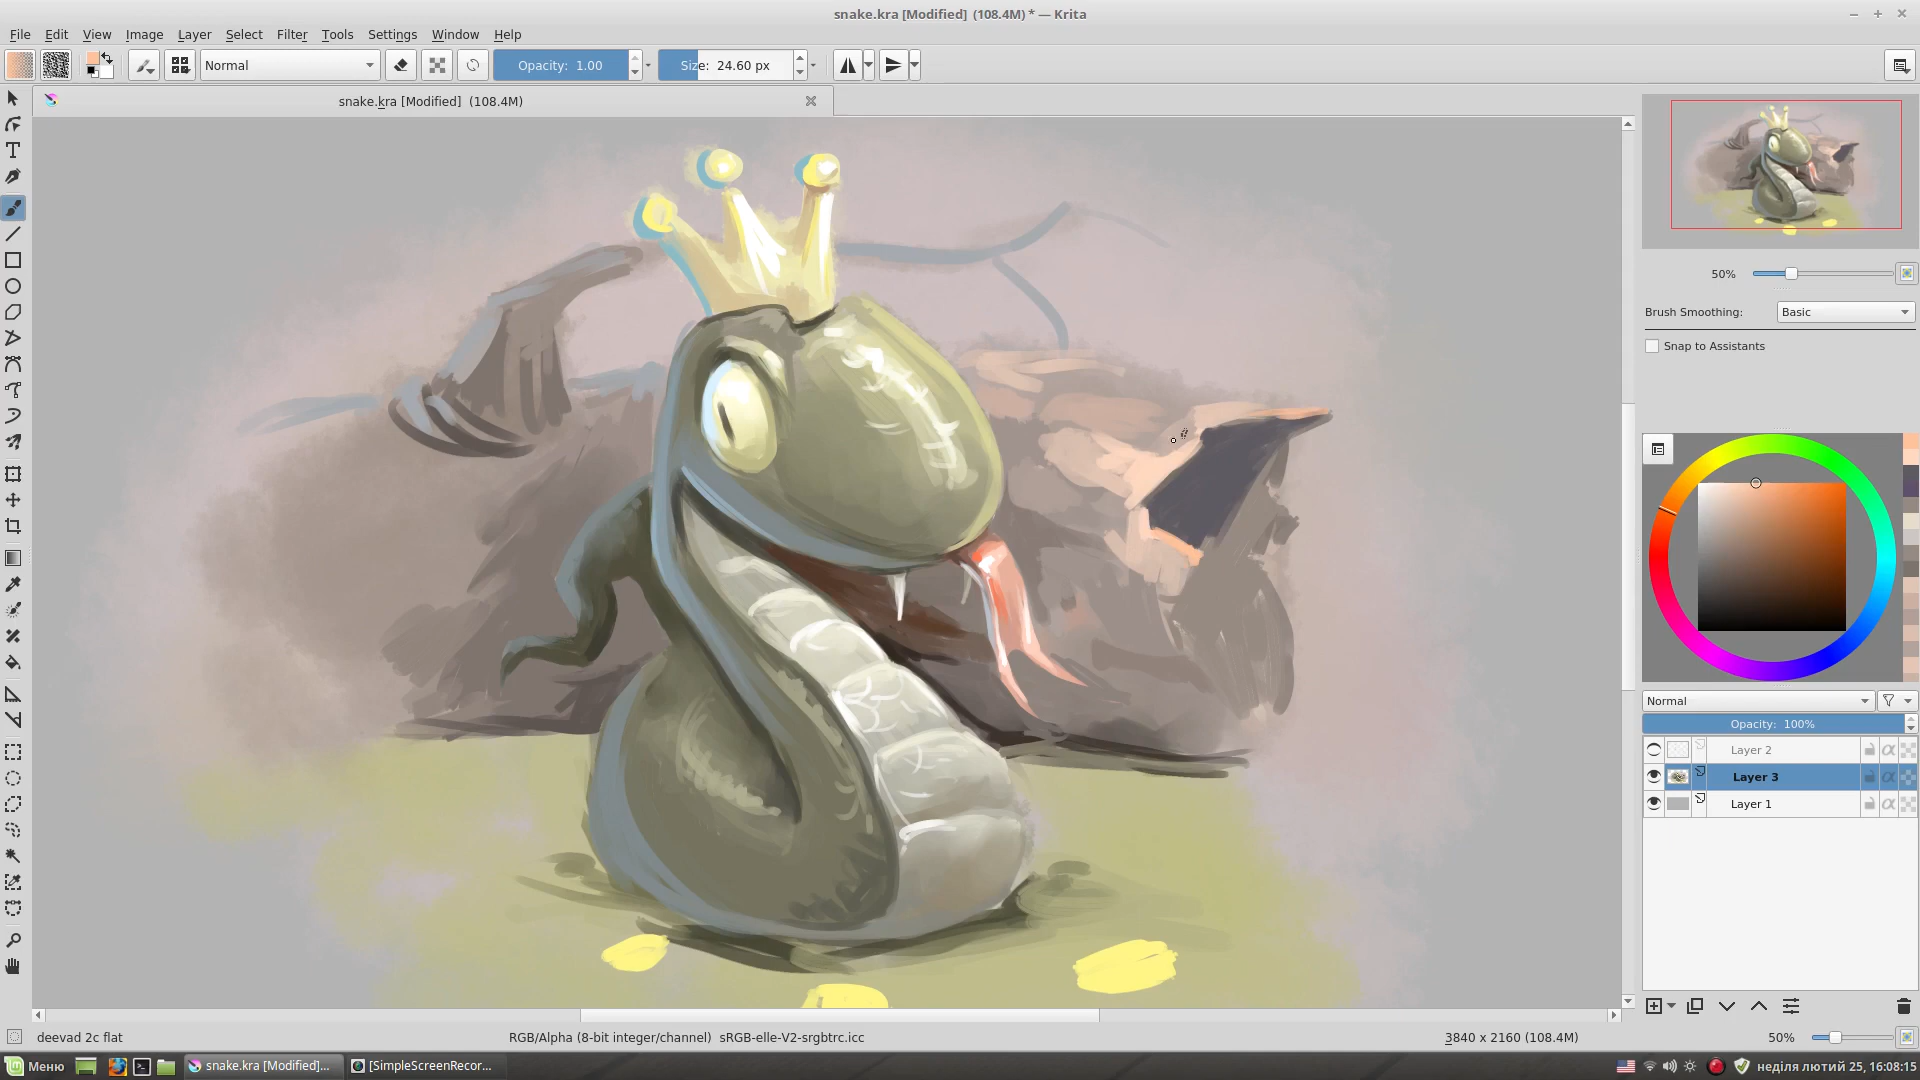 snake.kra [Modified] (108.4M) * — Krita
File Edit View Image Layer Select Filter Tools Settings Window Help
Normal Opacity: 1.00 Size: 24.60 px
snake.kra [Modified] (108.4M)
50%
Brush Smoothing: Basic
Snap to Assistants
Normal
Opacity: 100%
Layer 2
Layer 3
Layer 1
deevad 2c flat RGB/Alpha (8-bit integer/channel) sRGB-elle-V2-srgbtrc.icc 3840 x 2160 (108.4M) 50%
Меню snake.kra [Modified]... [SimpleScreenRecor... неділя лютий 25, 16:08:15